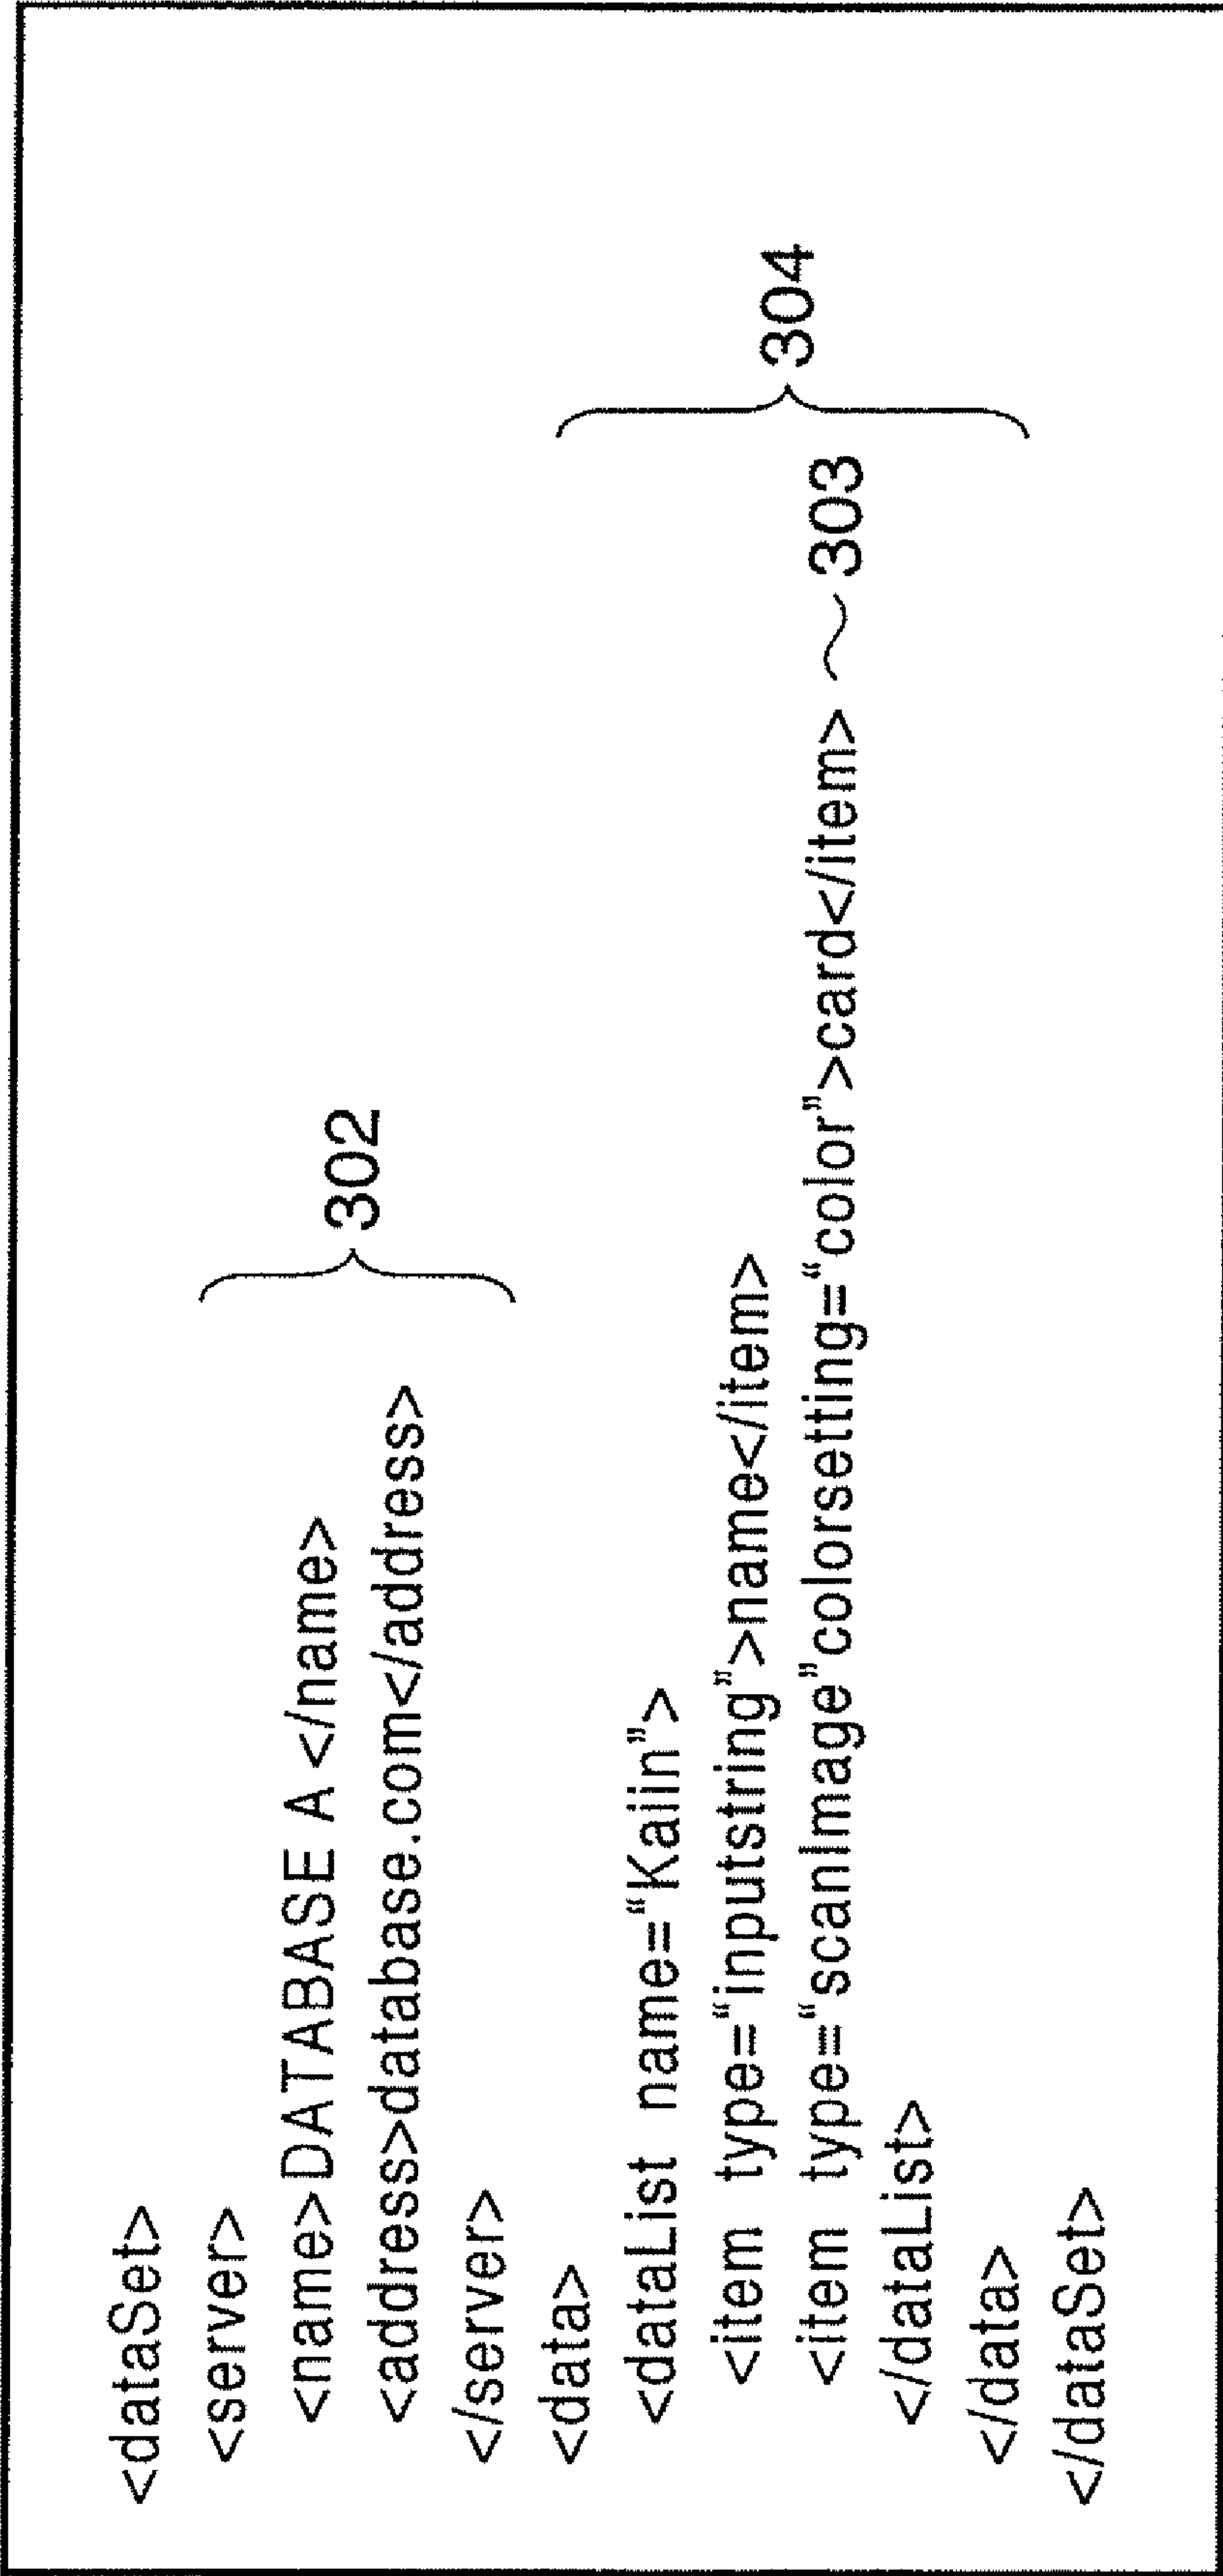 <dataSet>
<server>
<name>DATABASE A </name>
302
<address>database.com</address>
</server>
<data>
<dataList name=“Kaiin”>
<item type=“inputstring”>name</item>
304
<item type=“scanImage”colorsetting=“color”>card</item> ~ 303
</dataList>
</data>
</dataSet>